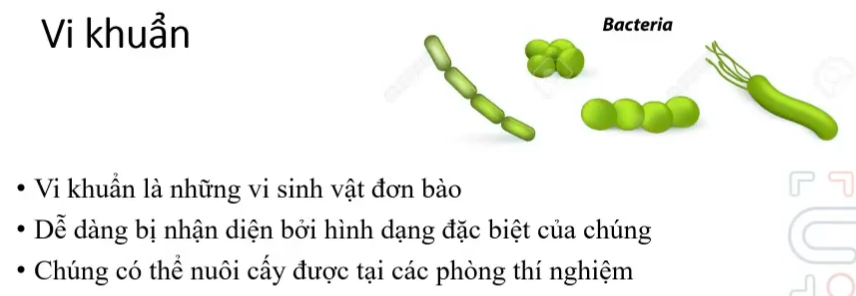 Vi khuẩn
Bacteria
• Vi khuẩn là những vi sinh vật đơn bào
• Dễ dàng bị nhận diện bởi hình dạng đặc biệt của chúng
• Chúng có thể nuôi cấy được tại các phòng thí nghiệm